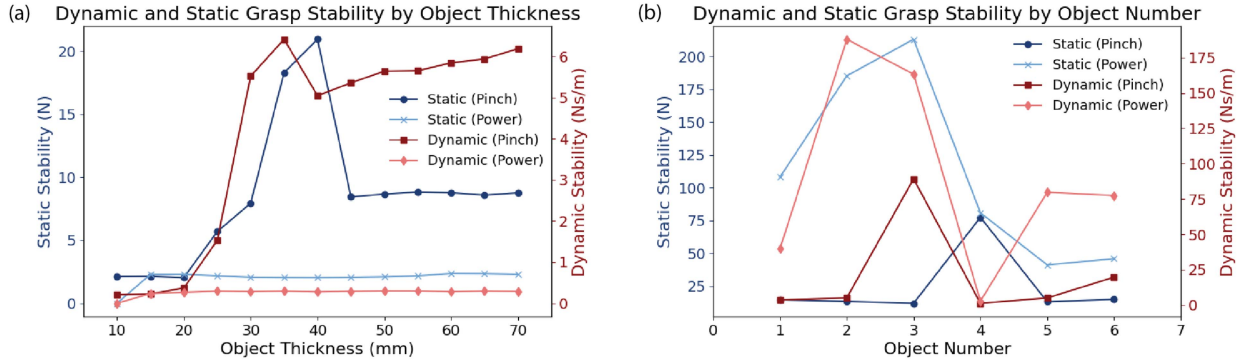 (a)
Dynamic and Static Grasp Stability by Object Thickness
Static Stability (N)
20
15
10
5
0
10
20
30
40
50
60
70
Object Thickness (mm)
Static (Pinch)
Static (Power)
Dynamic (Pinch)
Dynamic (Power)
6
5
4
3
2
1
0
Dynamic Stability (Ns/m)
(b)
Dynamic and Static Grasp Stability by Object Number
Static Stability (N)
200
175
150
125
100
75
50
25
0
1
2
3
4
5
6
7
Object Number
Static (Pinch)
Static (Power)
Dynamic (Pinch)
Dynamic (Power)
175
150
125
100
75
50
25
0
Dynamic Stability (Ns/m)